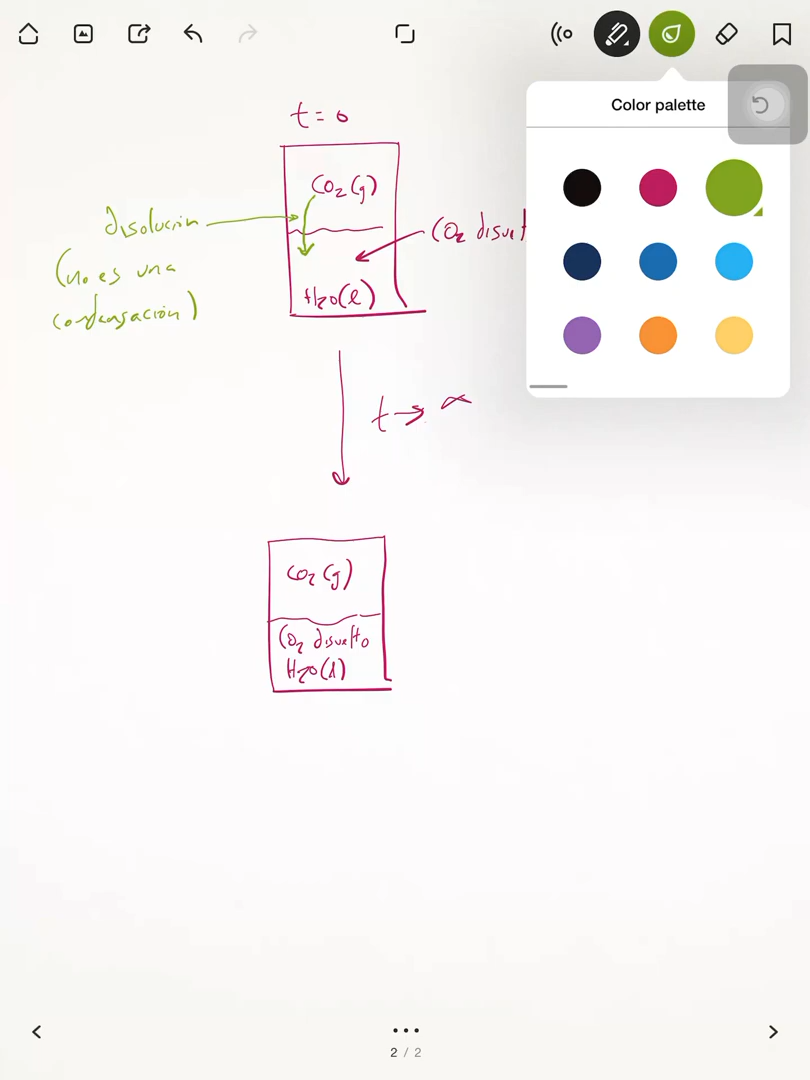 Color palette
t = 0
CO₂(g)
disolución
CO₂ disuelt
(no es una
condensación)
H₂O(l)
t → ∞
CO₂(g)
CO₂ disuelto
H₂O(l)
2 / 2